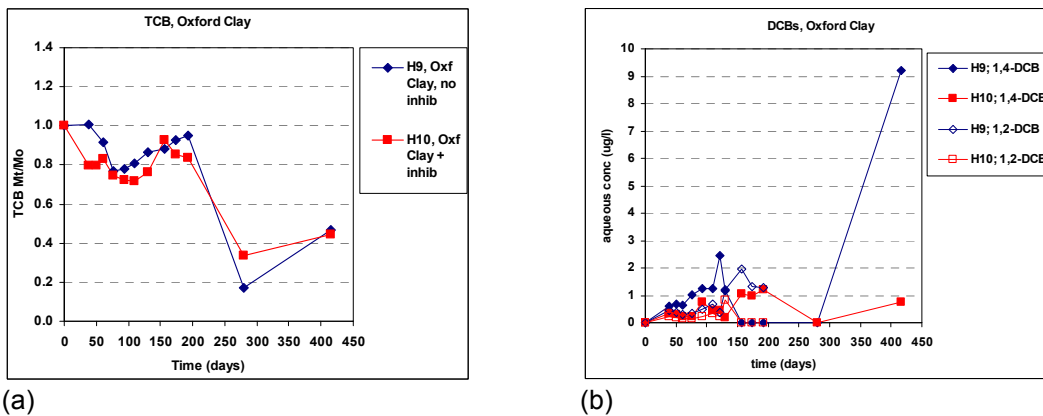 TCB, Oxford Clay
1.4
1.2
1.0
0.8
0.6
0.4
0.2
0.0
TCB Mt/Mo
0 50 100 150 200 250 300 350 400 450
Time (days)
H9, Oxf
Clay, no
inhib
H10, Oxf
Clay +
inhib
(a)
DCBs, Oxford Clay
10
9
8
7
6
5
4
3
2
1
0
aqueous conc (ug/l)
0 50 100 150 200 250 300 350 400 450
time (days)
H9; 1,4-DCB
H10; 1,4-DCB
H9; 1,2-DCB
H10; 1,2-DCB
(b)